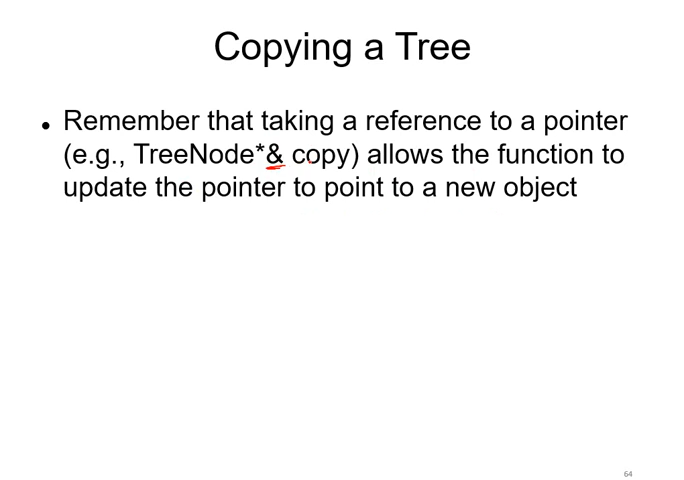 Copying a Tree
• Remember that taking a reference to a pointer
(e.g., TreeNode*& copy) allows the function to
update the pointer to point to a new object
64